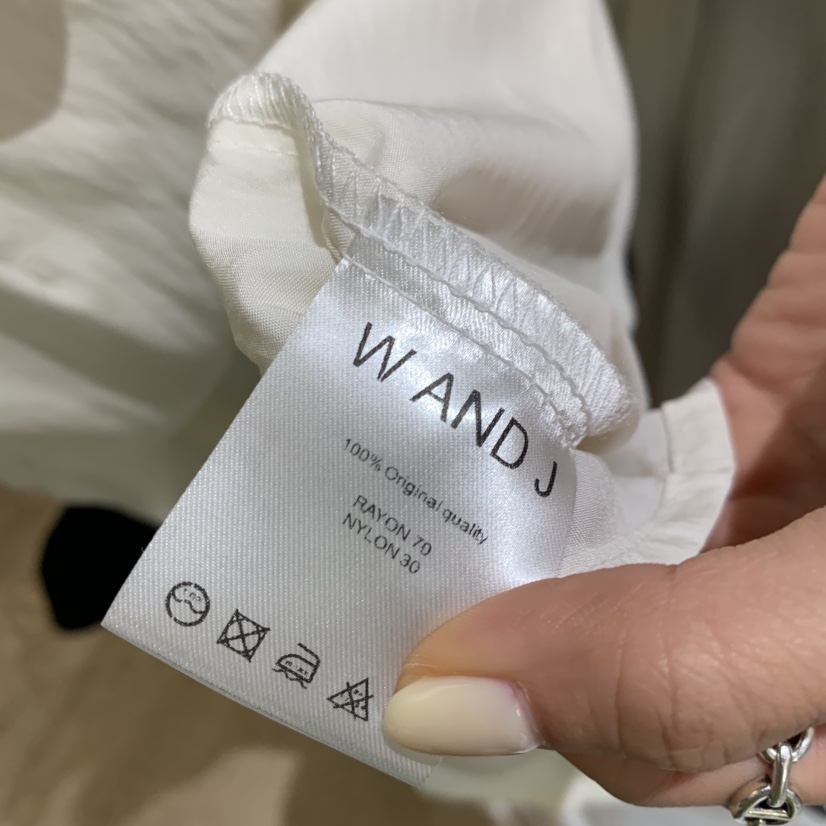 W AND J
100% Original quality
RAYON 70
NYLON 30